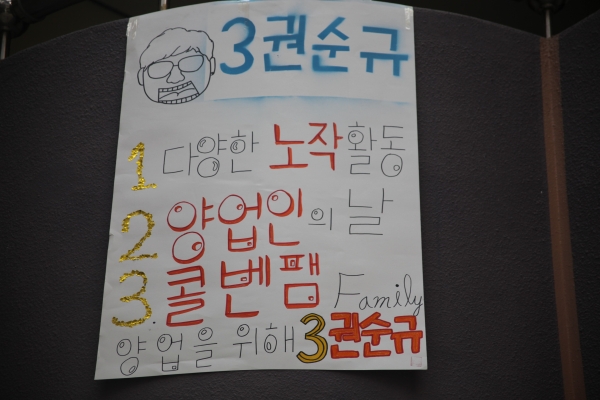 3권순규
1 다양한 노작활동
2 양업인의 날
3. 콜벤팸 Family
양업을 위해 3권순규